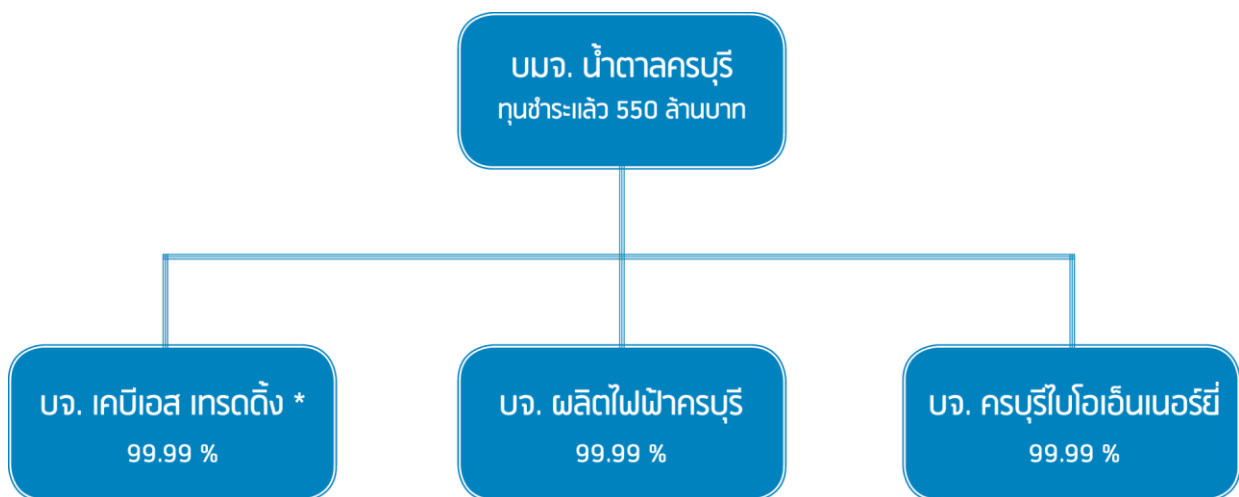 บมจ. น้ำตาลครบุรี
ทุนชำระแล้ว 550 ล้านบาท
บจ. เคบีเอส เทรดดิ้ง *
99.99 %
บจ. ผลิตไฟฟ้าครบุรี
99.99 %
บจ. ครบุรีไบโอเอ็นเนอร์ยี่
99.99 %